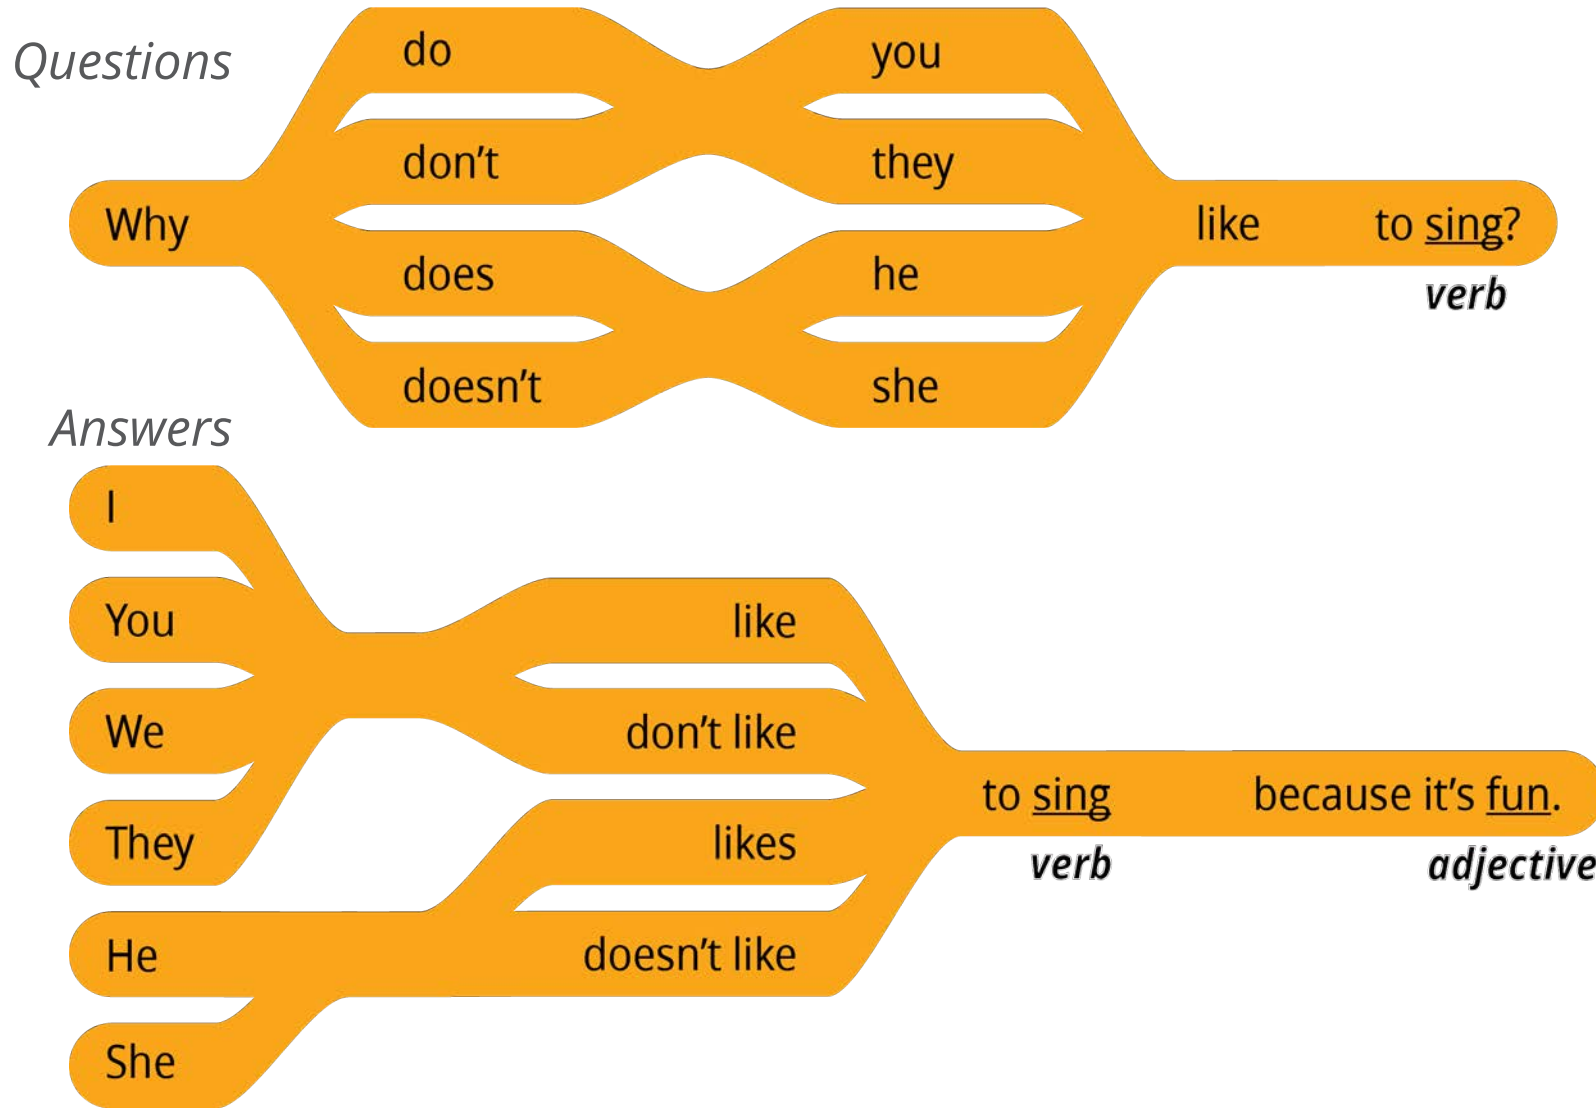 Questions
do you
don’t they
Why like to sing?
does he
verb
doesn’t she
Answers
I
You like
We don’t like
to sing because it’s fun.
They likes
verb adjective
He doesn’t like
She